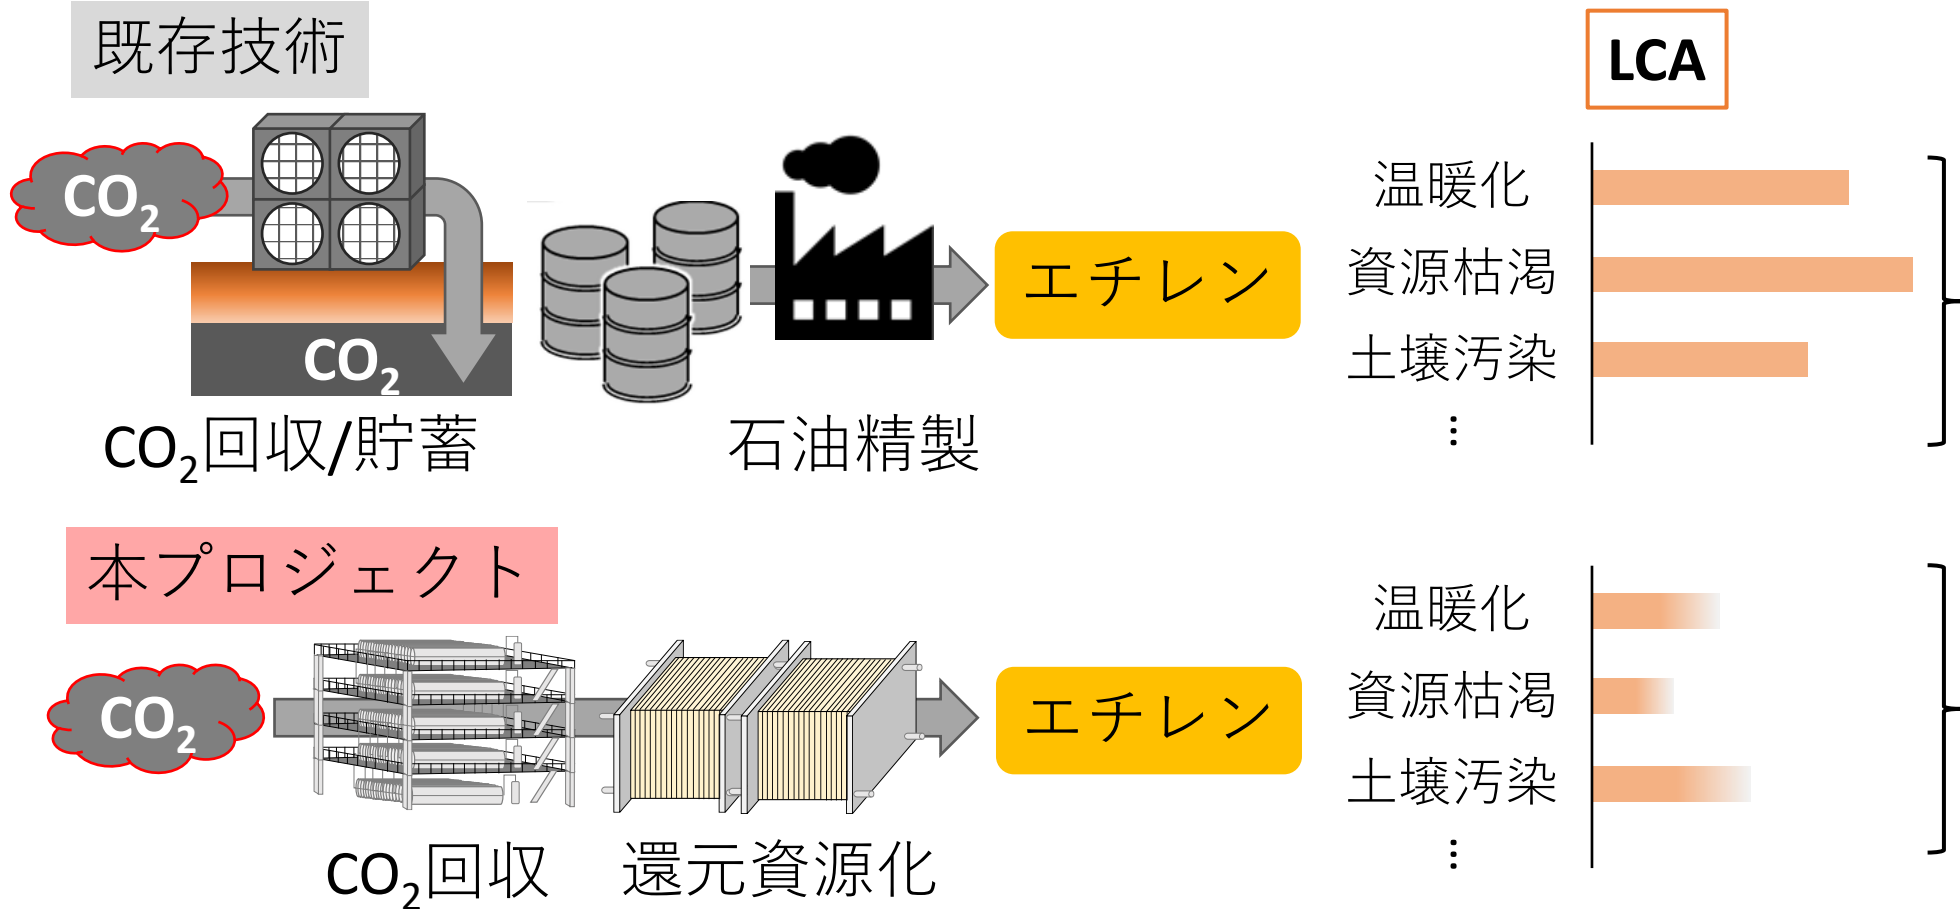 既存技術
LCA
CO2
CO2
CO2回収/貯蓄
石油精製
エチレン
温暖化
資源枯渇
土壌汚染
…
本プロジェクト
CO2
CO2回収
還元資源化
エチレン
温暖化
資源枯渇
土壌汚染
…